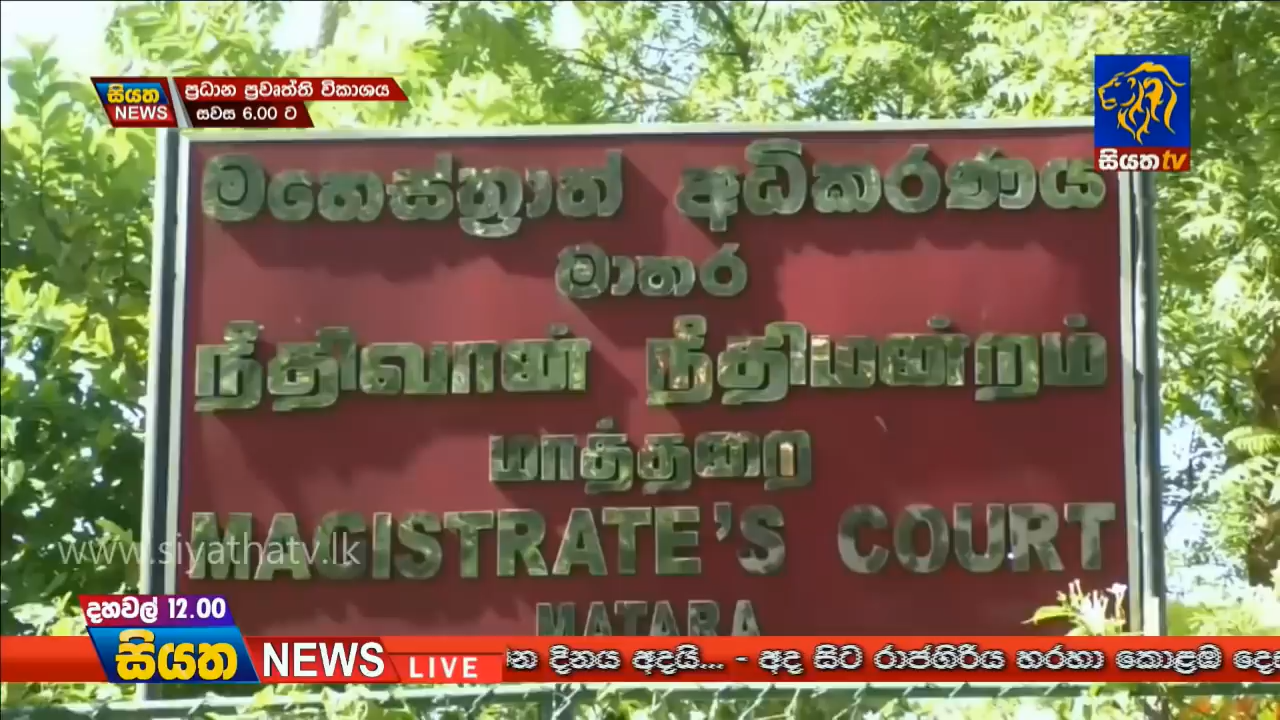 සියත NEWS
ප්‍රධාන ප්‍රවෘත්ති විකාශය
සවස 6.00 ට
සියත tv
මහෙස්ත්‍රාත් අධිකරණය
මාතර
நீதிவான் நீதிமன்றம்
மாத்தறை
MAGISTRATE'S COURT
MATARA
www.siyathatv.lk
දහවල් 12.00
සියත NEWS LIVE
දිනය අදයි... - අද සිට රාජගිරිය හරහා කොළඹ